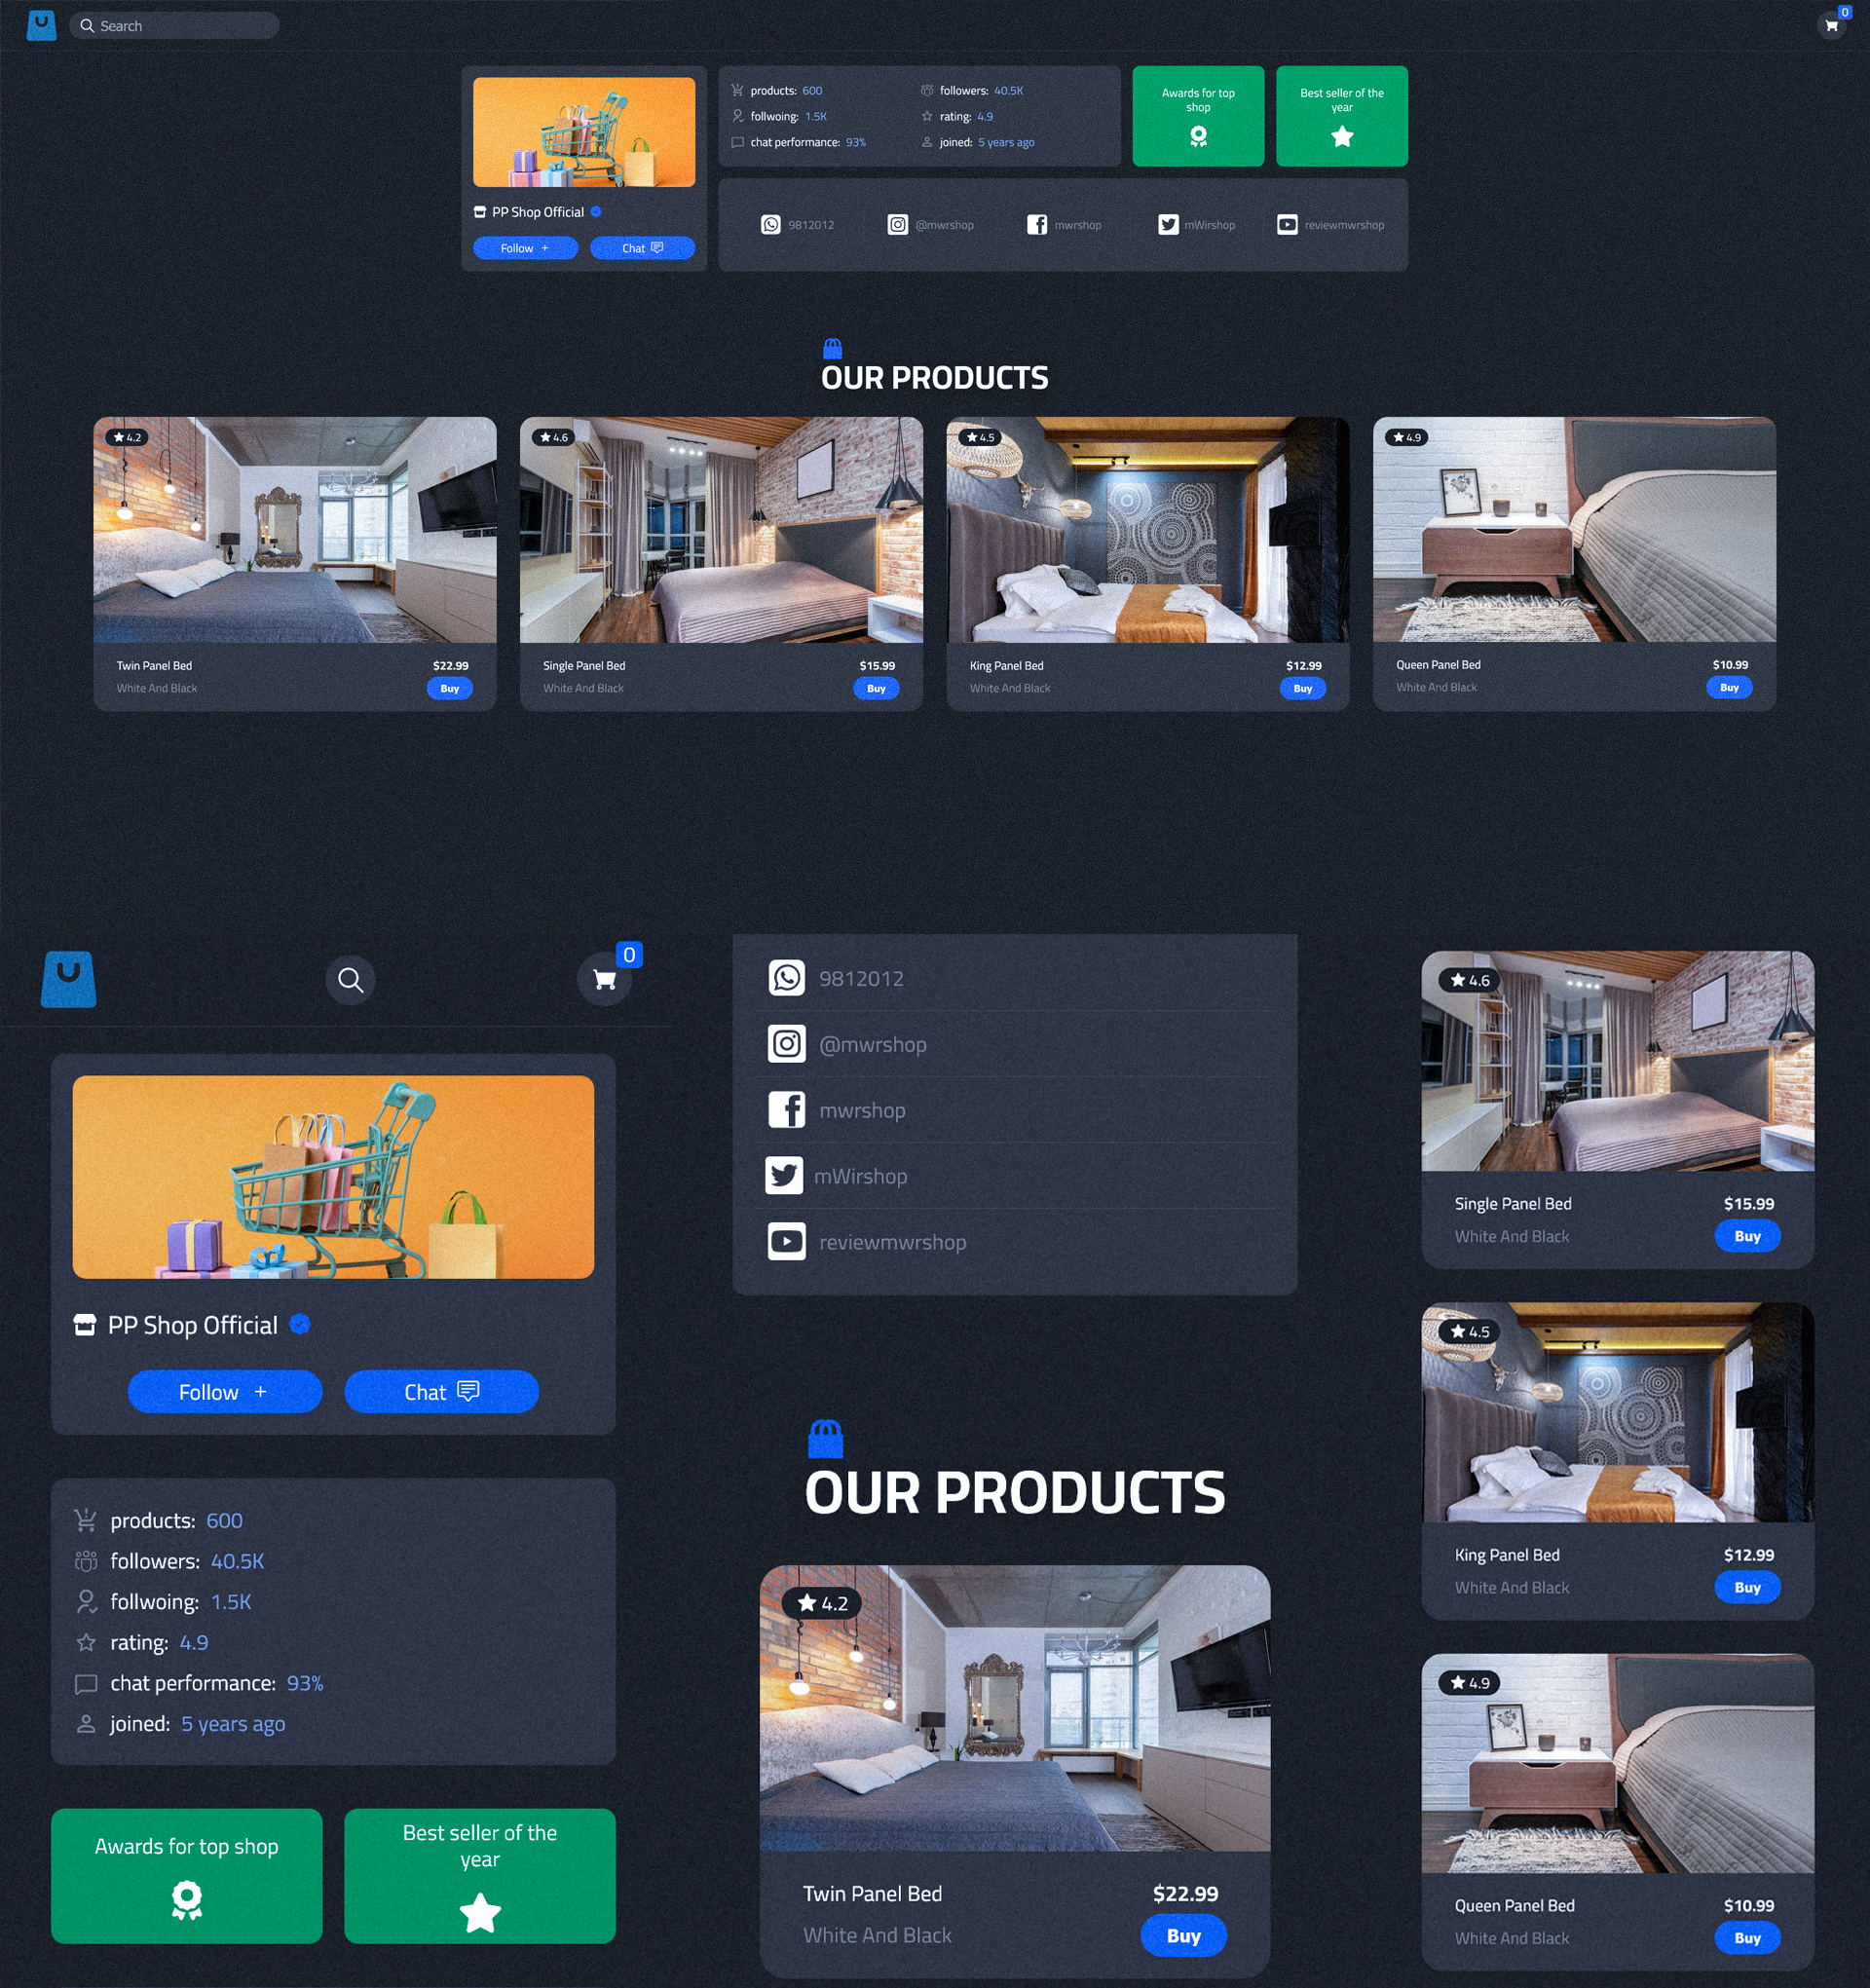 Search
0
products: 600
followers: 40.5K
Awards for top
shop
Best seller of the
year
follwoing: 1.5K
rating: 4.9
chat performance: 93%
joined: 5 years ago
PP Shop Official
Follow +
Chat
9812012
@mwrshop
mwrshop
mWirshop
reviewmwrshop
OUR PRODUCTS
4.2
4.6
4.5
4.9
Twin Panel Bed $22.99
White And Black Buy
Single Panel Bed $15.99
White And Black Buy
King Panel Bed $12.99
White And Black Buy
Queen Panel Bed $10.99
White And Black Buy
0
PP Shop Official
Follow +
Chat
products: 600
followers: 40.5K
follwoing: 1.5K
rating: 4.9
chat performance: 93%
joined: 5 years ago
Awards for top shop
Best seller of the
year
9812012
@mwrshop
mwrshop
mWirshop
reviewmwrshop
OUR PRODUCTS
4.2
Twin Panel Bed $22.99
White And Black Buy
4.6
Single Panel Bed $15.99
White And Black Buy
4.5
King Panel Bed $12.99
White And Black Buy
4.9
Queen Panel Bed $10.99
White And Black Buy